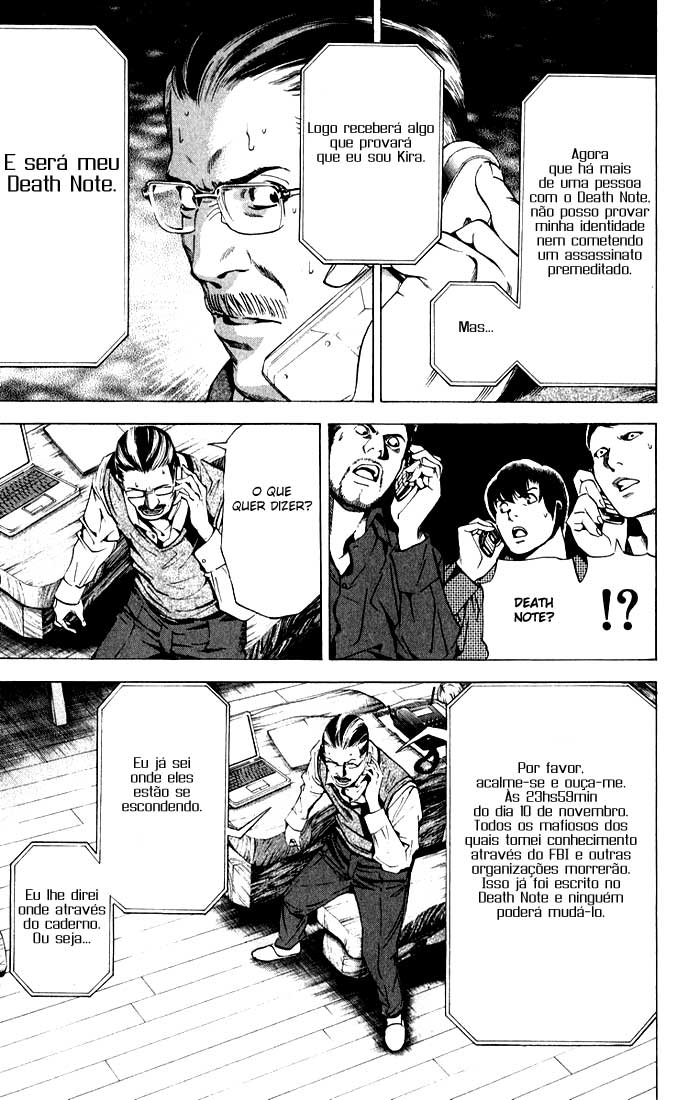 Agora
que há mais
de uma pessoa
com o Death Note,
não posso provar
minha identidade
nem cometendo
um assassinato
premeditado.
Mas...
Logo receberá algo
que provará
que eu sou Kira.
E será meu
Death Note.
!?
DEATH
NOTE?
O QUE
QUER DIZER?
Por favor,
acalme-se e ouça-me.
Às 23hs59min
do dia 10 de novembro.
Todos os mafiosos dos
quais tomei conhecimento
através do FBI e outras
organizações morrerão.
Isso já foi escrito no
Death Note e ninguém
poderá mudá-lo.
Eu já sei
onde eles
estão se
escondendo.
Eu lhe direi
onde através
do caderno.
Ou seja...